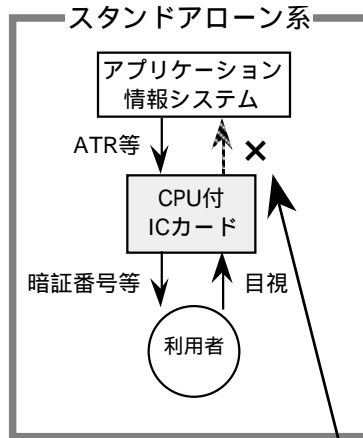 スタンドアローン系
アプリケーション
情報システム
ATR等
×
CPU付
ICカード
暗証番号等
目視
利用者